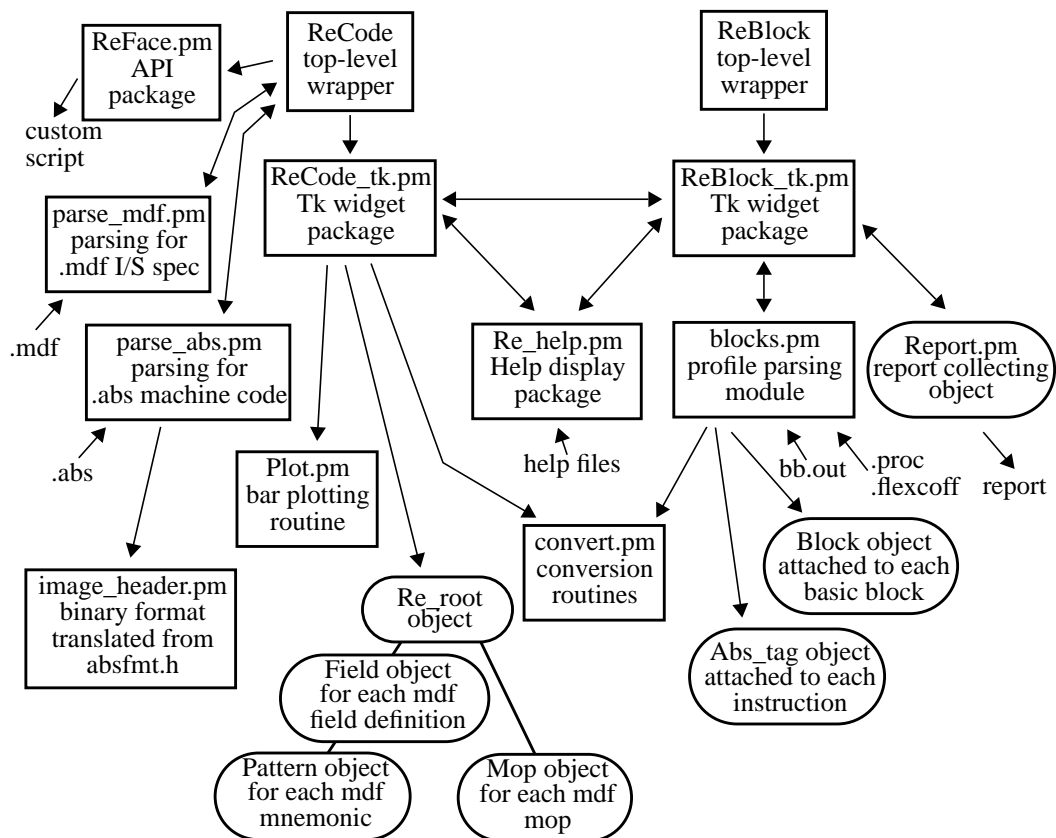 ReFace.pm
API
package
ReCode
top-level
wrapper
ReBlock
top-level
wrapper
custom
script
parse_mdf.pm
parsing for
.mdf I/S spec
ReCode_tk.pm
Tk widget
package
ReBlock_tk.pm
Tk widget
package
.mdf
parse_abs.pm
parsing for
.abs machine code
Re_help.pm
Help display
package
blocks.pm
profile parsing
module
Report.pm
report collecting
object
.abs
Plot.pm
bar plotting
routine
help files
bb.out
.proc
.flexcoff
report
image_header.pm
binary format
translated from
absfmt.h
convert.pm
conversion
routines
Block object
attached to each
basic block
Re_root
object
Abs_tag object
attached to each
instruction
Field object
for each mdf
field definition
Pattern object
for each mdf
mnemonic
Mop object
for each mdf
mop